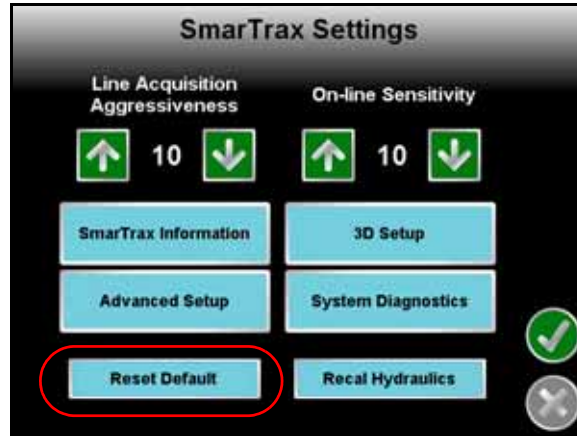 SmarTrax Settings
Line Acquisition
Aggressiveness
On-line Sensitivity
10
10
SmarTrax Information
3D Setup
Advanced Setup
System Diagnostics
Reset Default
Recal Hydraulics